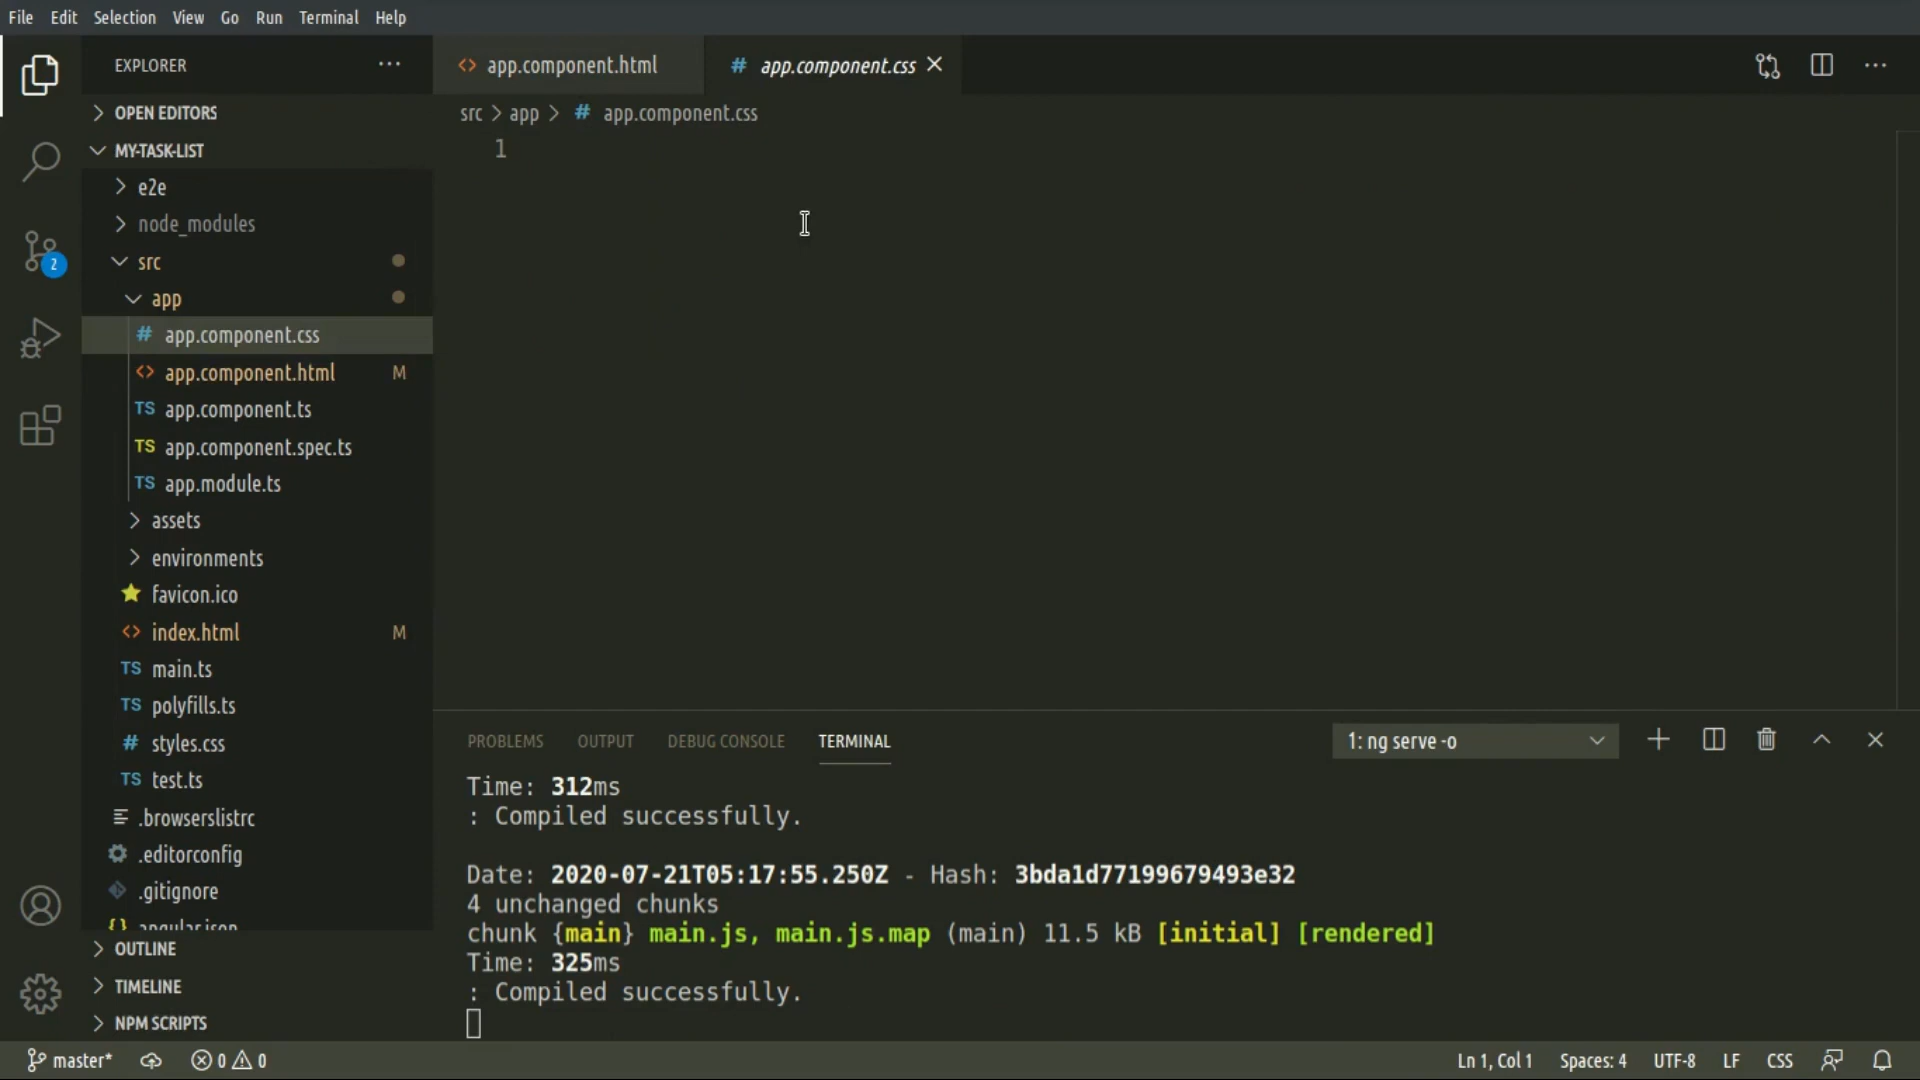 File Edit Selection View Go Run Terminal Help
EXPLORER
OPEN EDITORS
MY-TASK-LIST
e2e
node_modules
src
app
app.component.css
app.component.html M
app.component.ts
app.component.spec.ts
app.module.ts
assets
environments
favicon.ico
index.html M
main.ts
polyfills.ts
styles.css
test.ts
.browserslistrc
.editorconfig
.gitignore
angular.json
OUTLINE
TIMELINE
NPM SCRIPTS
2
app.component.html app.component.css
src > app > # app.component.css
1
PROBLEMS OUTPUT DEBUG CONSOLE TERMINAL 1: ng serve -o
Time: 312ms
: Compiled successfully.
Date: 2020-07-21T05:17:55.250Z - Hash: 3bda1d77199679493e32
4 unchanged chunks
chunk {main} main.js, main.js.map (main) 11.5 kB [initial] [rendered]
Time: 325ms
: Compiled successfully.
master* 0 0 Ln 1, Col 1 Spaces: 4 UTF-8 LF CSS